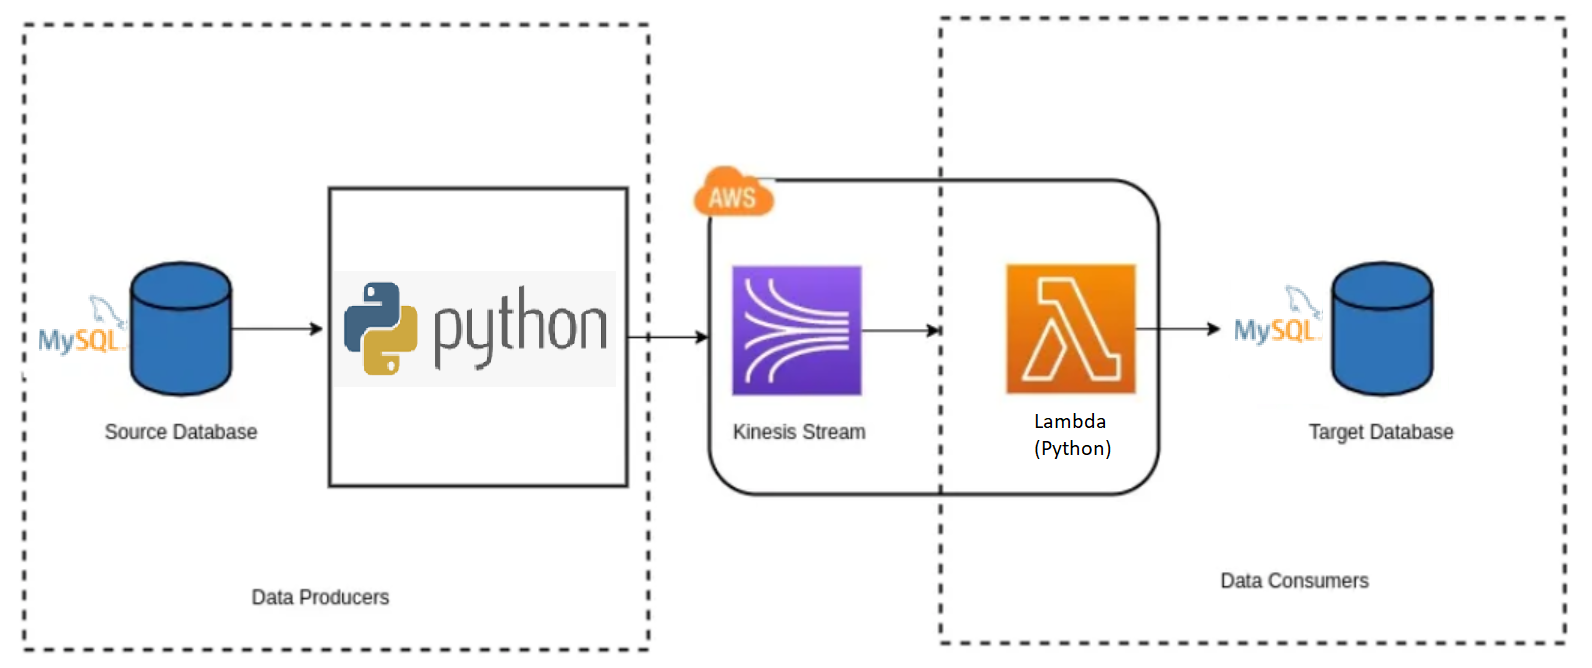 AWS
MySQL
python
MySQL
Source Database
Kinesis Stream
Lambda
(Python)
Target Database
Data Producers
Data Consumers